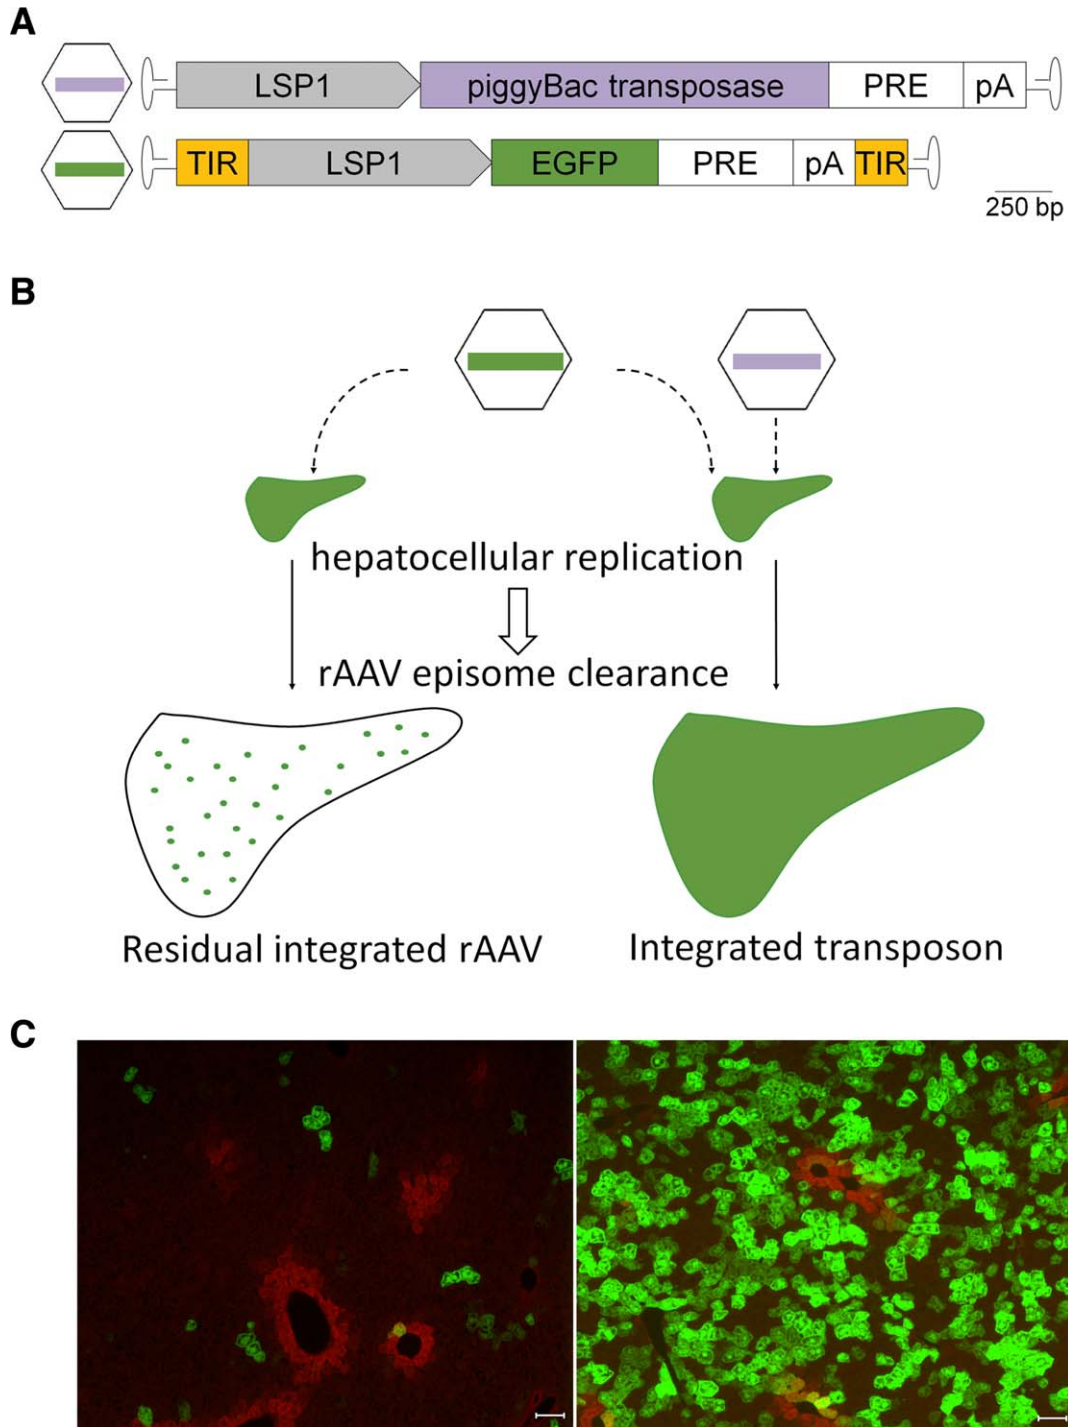 A
LSP1 piggyBac transposase PRE pA
TIR LSP1 EGFP PRE pA TIR
250 bp
B
hepatocellular replication
rAAV episome clearance
Residual integrated rAAV
Integrated transposon
C